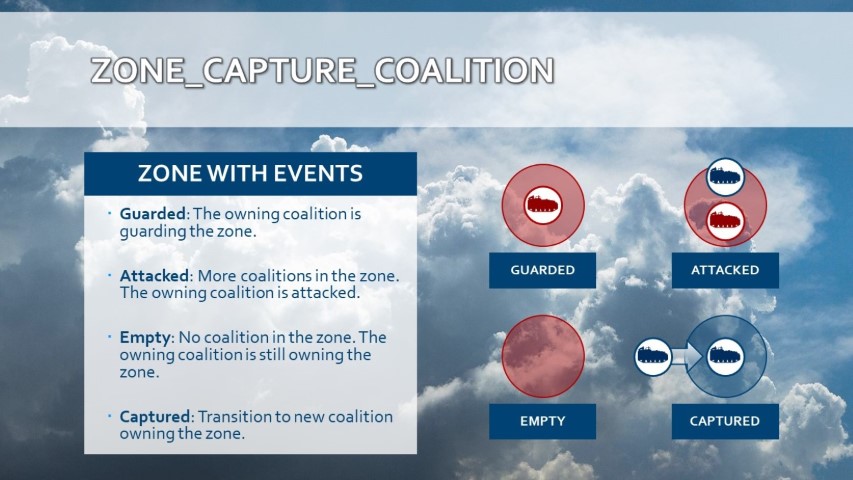 ZONE_CAPTURE_COALITION
ZONE WITH EVENTS
· Guarded: The owning coalition is
guarding the zone.
· Attacked: More coalitions in the zone.
The owning coalition is attacked.
· Empty: No coalition in the zone. The
owning coalition is still owning the
zone.
· Captured: Transition to new coalition
owning the zone.
GUARDED
ATTACKED
EMPTY
CAPTURED